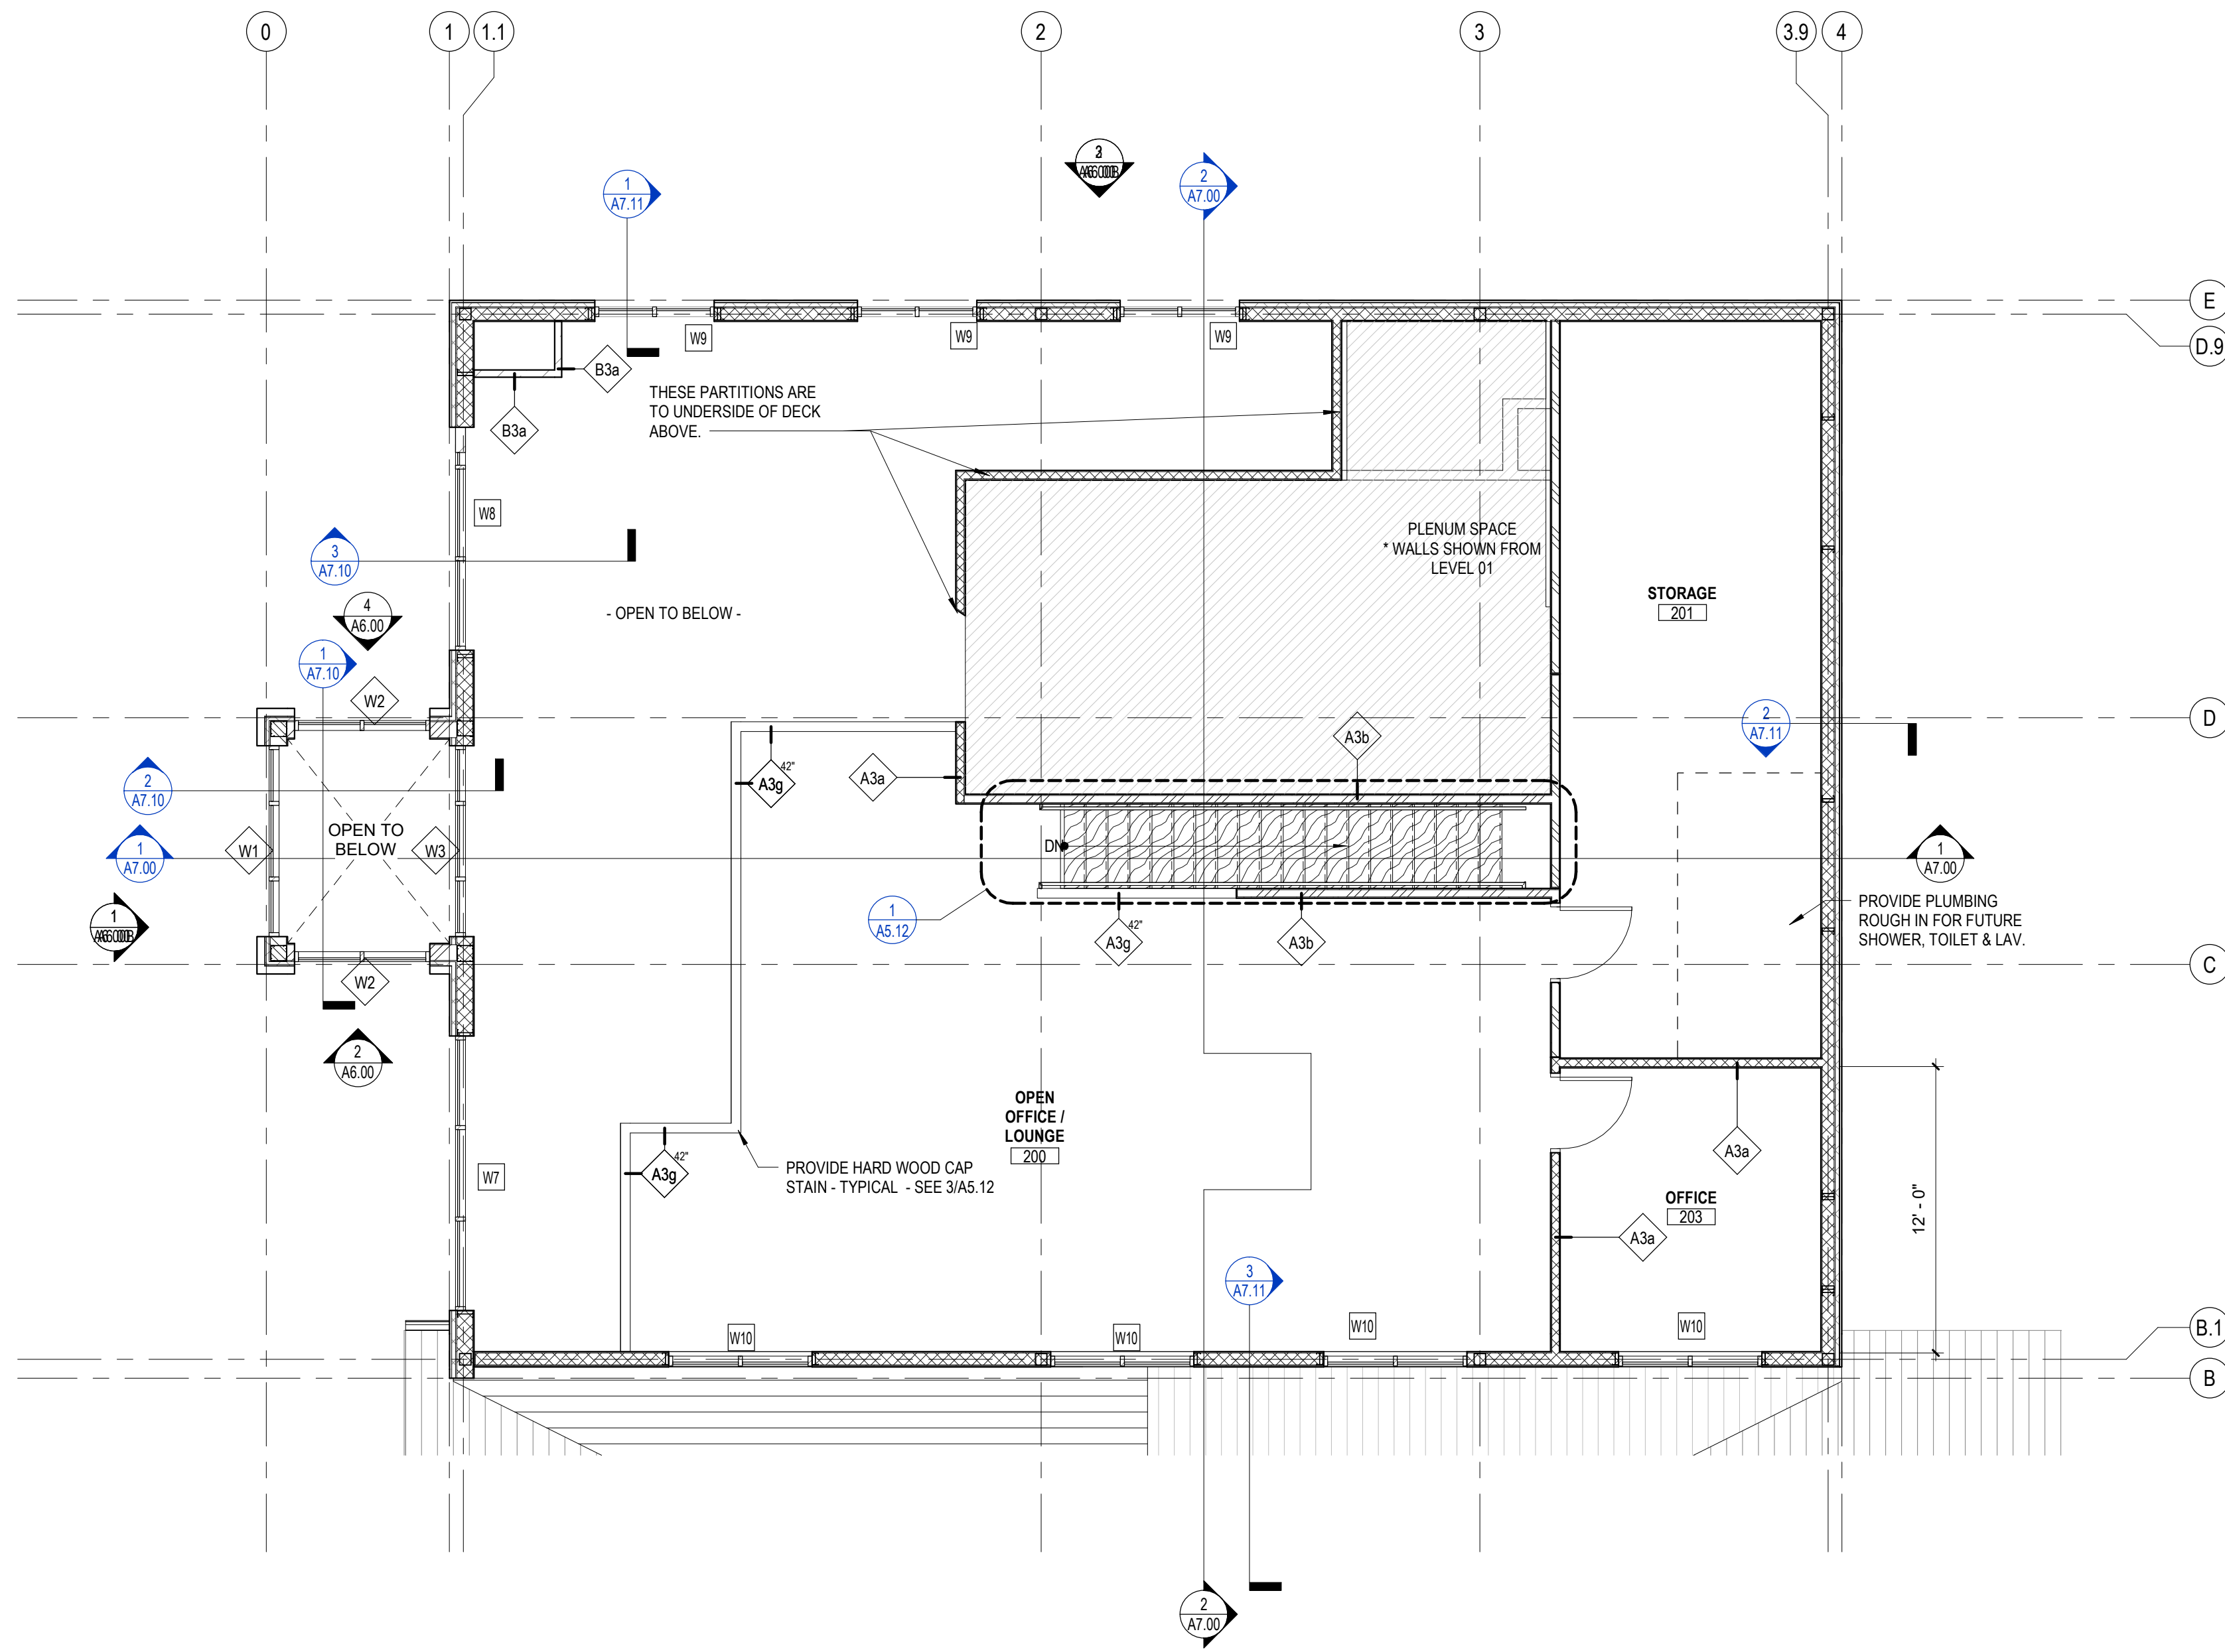 0
1
1.1
2
3
3.9
4
1
A7.11
2
A7.00
E
D.9
W9
W9
W9
B3a
B3a
THESE PARTITIONS ARE
TO UNDERSIDE OF DECK
ABOVE.
W8
PLENUM SPACE
* WALLS SHOWN FROM
LEVEL 01
3
A7.10
- OPEN TO BELOW -
STORAGE
201
4
A6.00
1
A7.10
W2
D
2
A7.11
A3b
42"
A3g
A3a
2
A7.10
OPEN TO
BELOW
W1
W3
1
A7.00
DN
1
A7.00
1
1
A5.12
42"
A3g
A3b
PROVIDE PLUMBING
ROUGH IN FOR FUTURE
SHOWER, TOILET & LAV.
C
W2
2
A6.00
OPEN
OFFICE /
LOUNGE
200
42"
A3g
PROVIDE HARD WOOD CAP
STAIN - TYPICAL - SEE 3/A5.12
W7
A3a
OFFICE
203
A3a
12' - 0"
3
A7.11
W10
W10
W10
W10
B.1
B
2
A7.00